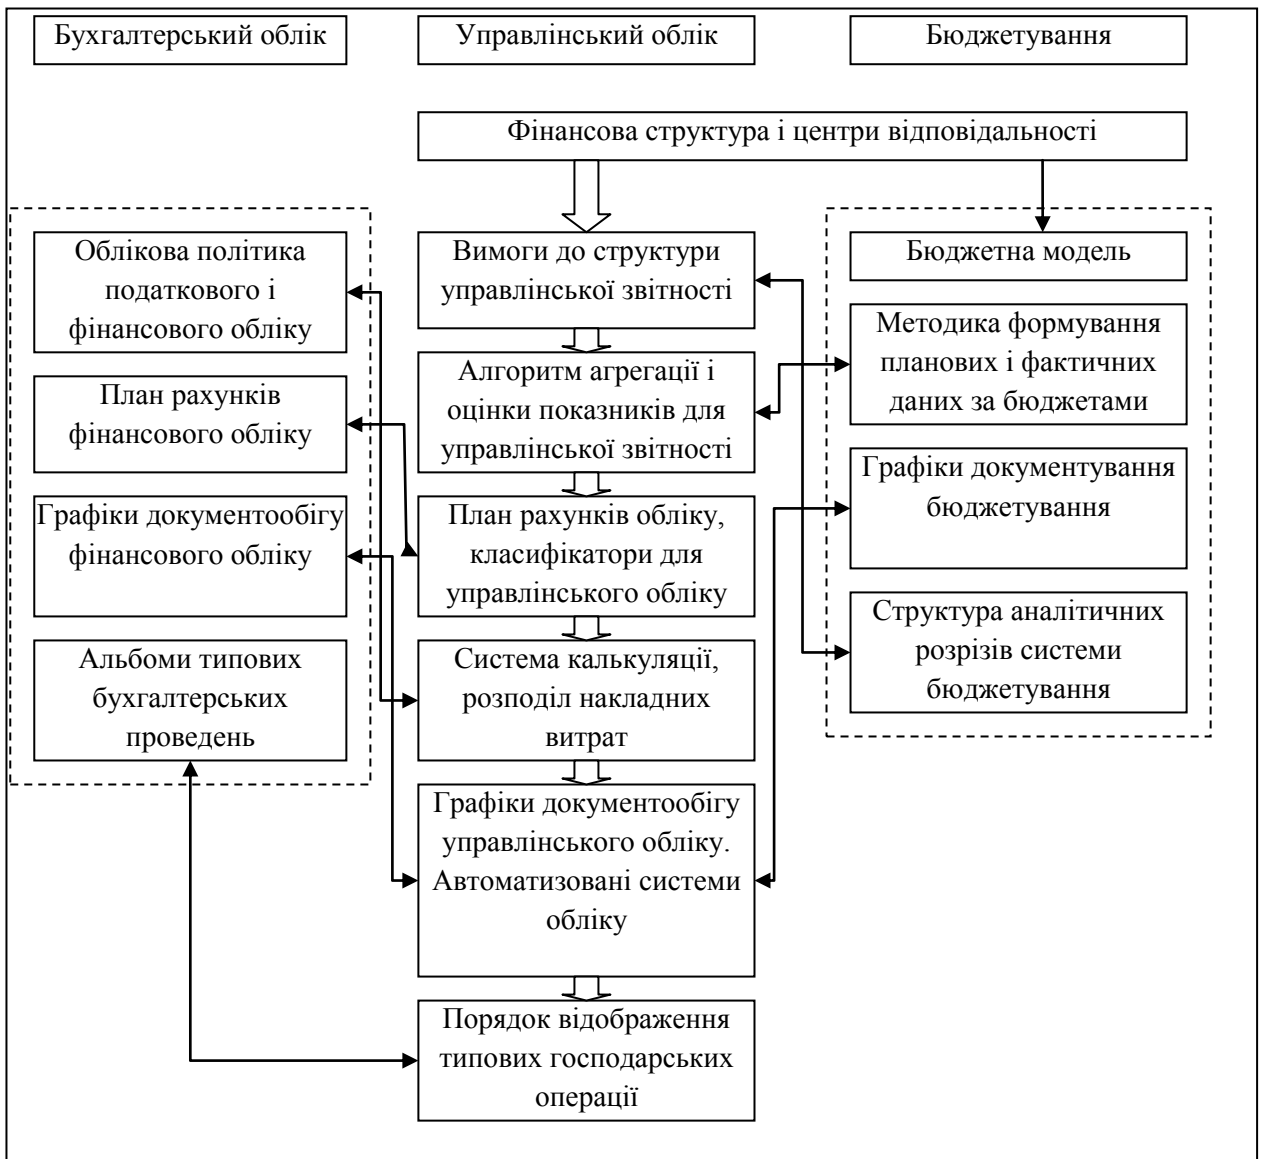 Бухгалтерський облік
Управлінський облік
Бюджетування
Фінансова структура і центри відповідальності
Облікова політика
податкового і
фінансового обліку
План рахунків
фінансового обліку
Графіки документообігу
фінансового обліку
Альбоми типових
бухгалтерських
проведень
Вимоги до структури
управлінської звітності
Алгоритм агрегації і
оцінки показників для
управлінської звітності
План рахунків обліку,
класифікатори для
управлінського обліку
Система калькуляції,
розподіл накладних
витрат
Графіки документообігу
управлінського обліку.
Автоматизовані системи
обліку
Порядок відображення
типових господарських
операції
Бюджетна модель
Методика формування
планових і фактичних
даних за бюджетами
Графіки документування
бюджетування
Структура аналітичних
розрізів системи
бюджетування